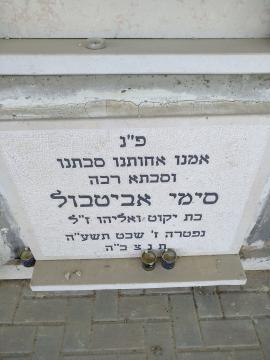 פ"נ
אמנו אחותנו סבתנו
וסבתא רבה
סימי אביטבול
בת יקוט ואליהו ז"ל
נפטרה ז' שבט תשע"ה
ת נ צ ב"ה